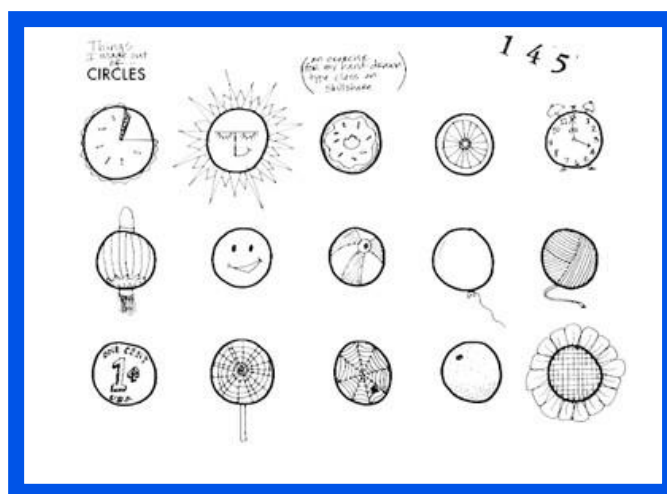 Things
I made out
OF
CIRCLES
(an exercise
for my hand-drawn
type class on
skillshare)
1 4 5
ONE CENT
1¢